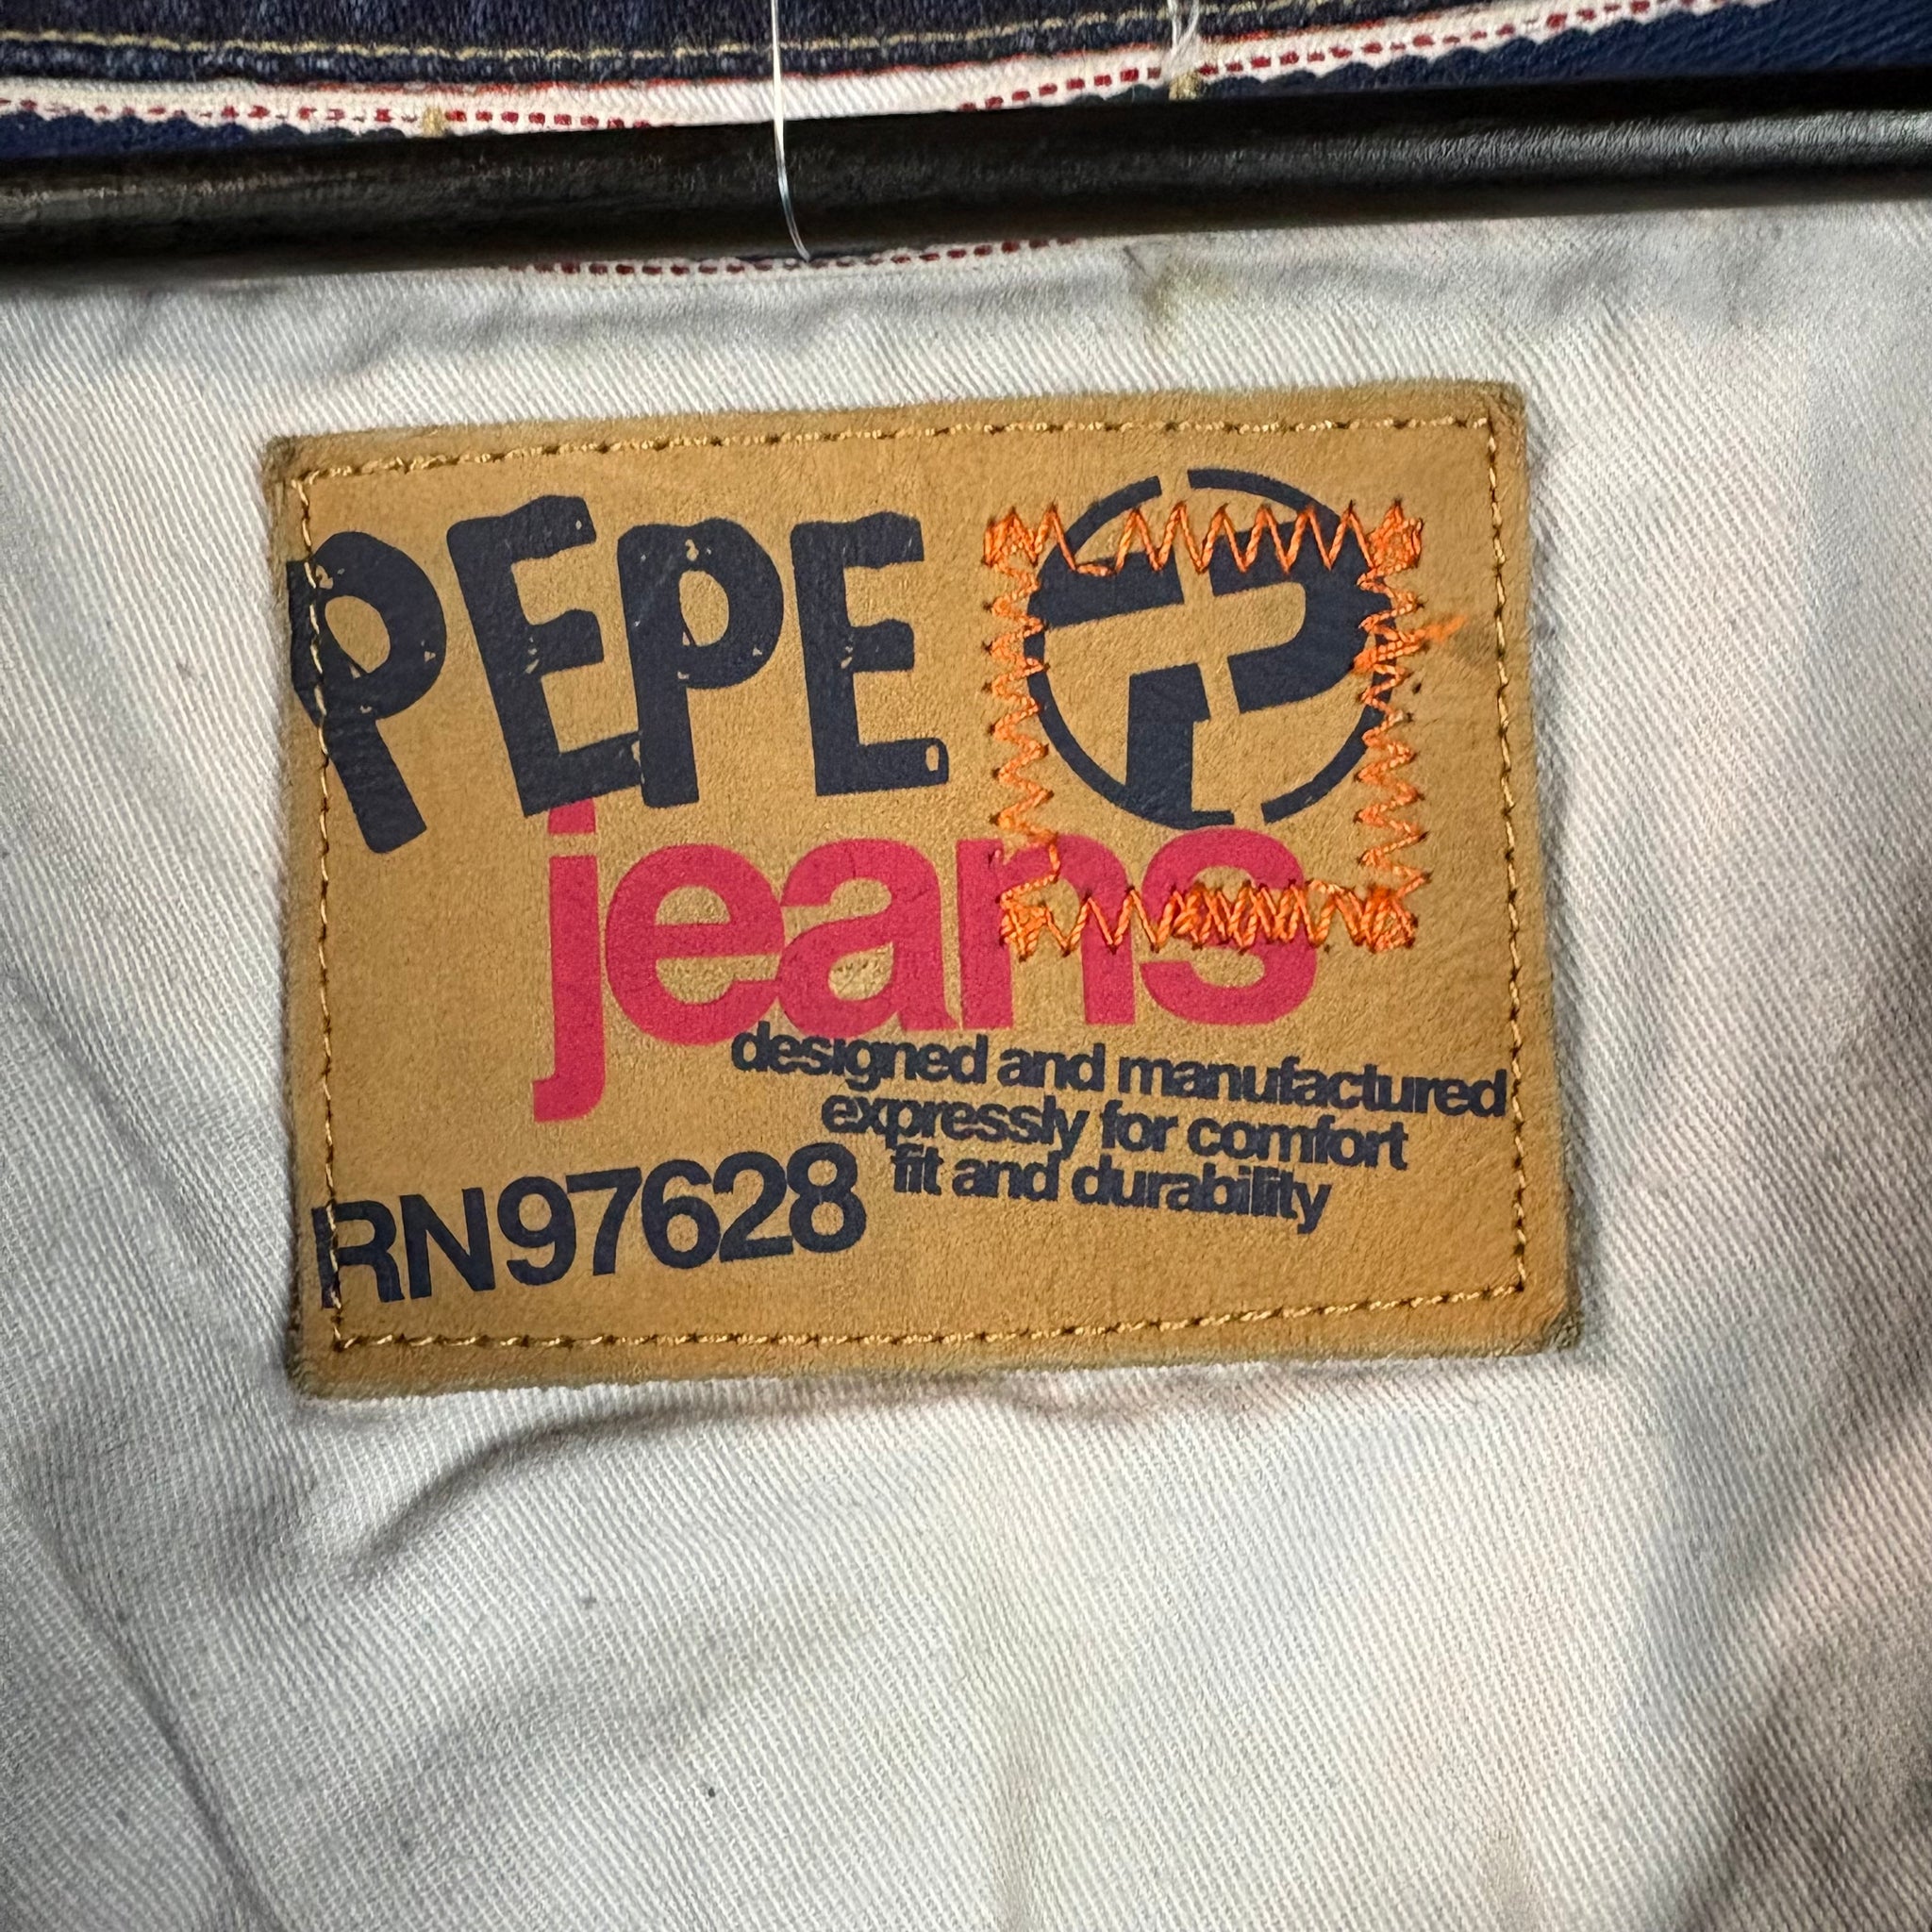 PEPE P
jeans
designed and manufactured
expressly for comfort
fit and durability
RN97628